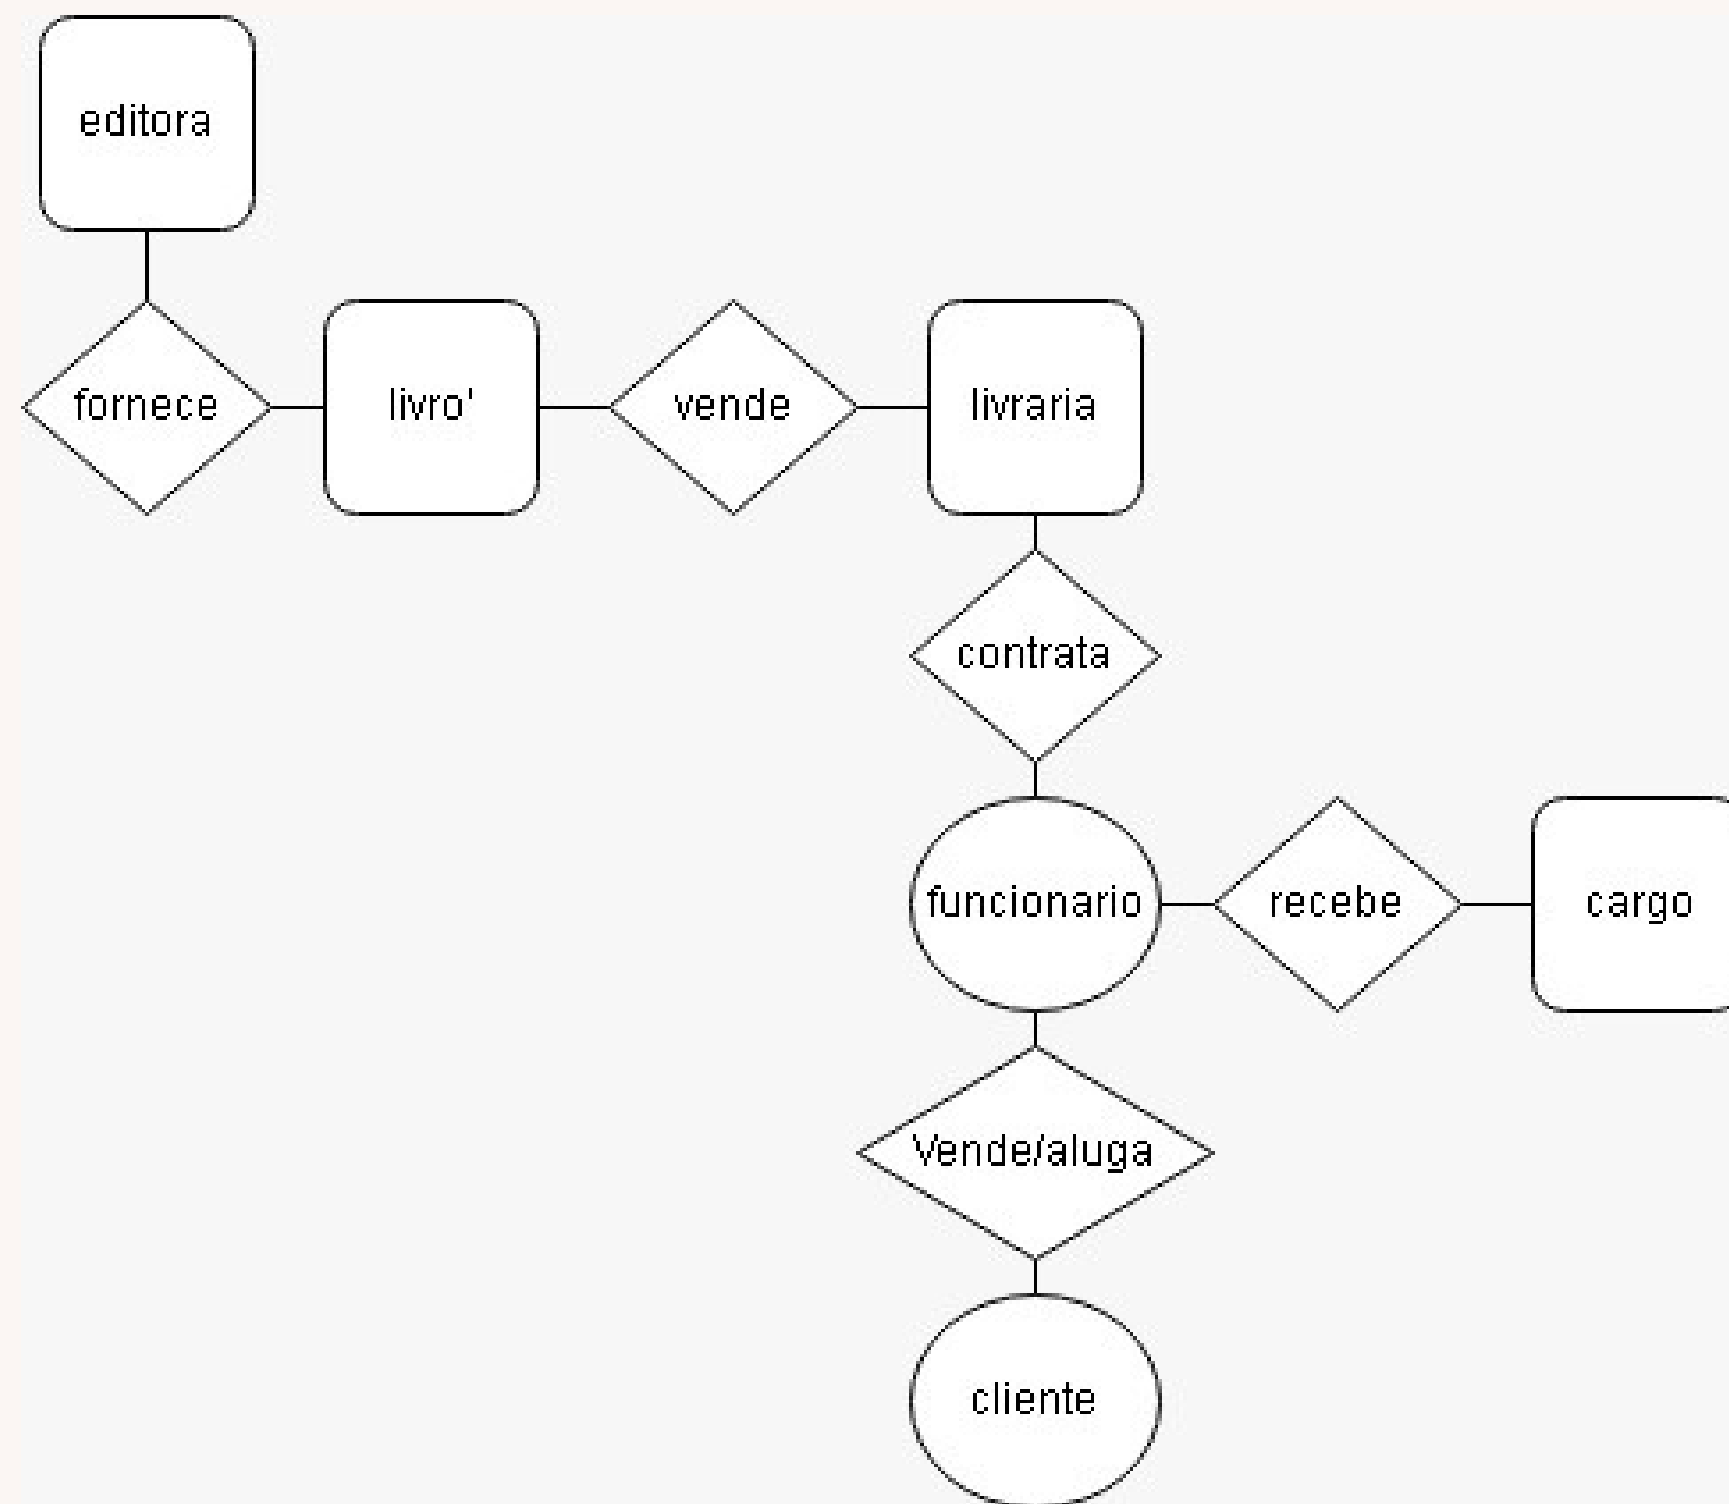 editora
fornece
livro'
vende
livraria
contrata
funcionario
recebe
cargo
Vende/aluga
cliente